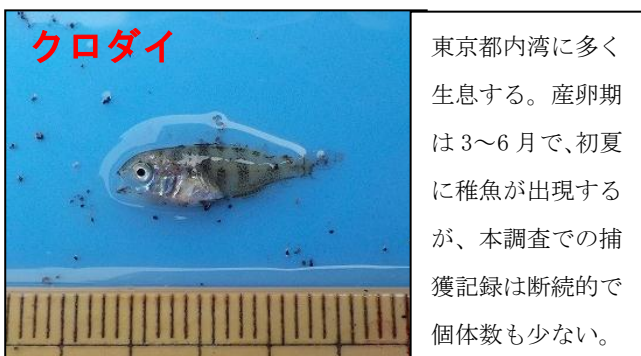 クロダイ
東京都内湾に多く
生息する。産卵期
は 3～6 月で、初夏
に稚魚が出現する
が、本調査での捕
獲記録は断続的で
個体数も少ない。